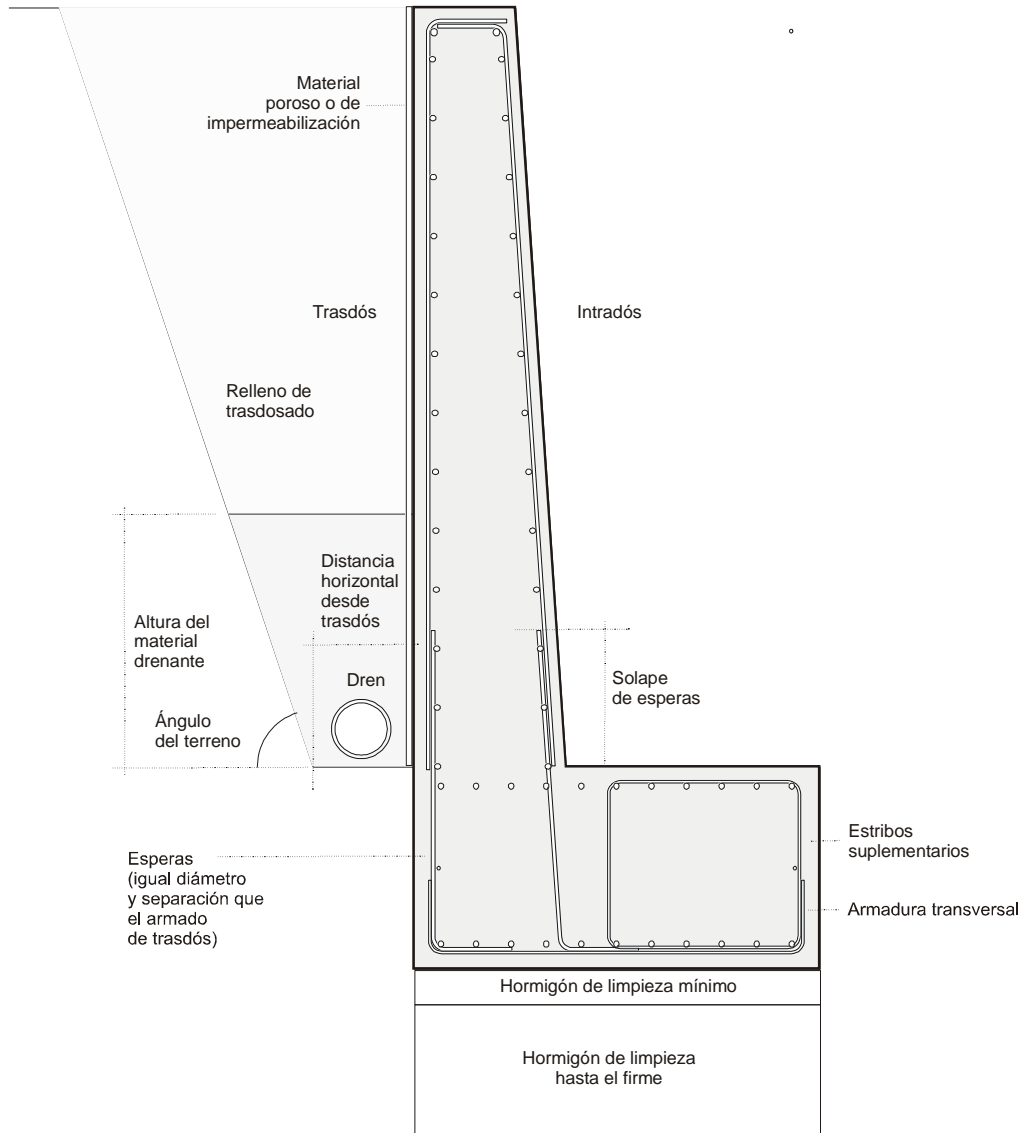 Material
poroso o de
impermeabilización
Trasdós
Intradós
Relleno de
trasdosado
Distancia
horizontal
desde
trasdós
Altura del
material
drenante
Solape
de esperas
Dren
Ángulo
del terreno
Estribos
suplementarios
Esperas
(igual diámetro
y separación que
el armado
de trasdós)
Armadura transversal
Hormigón de limpieza mínimo
Hormigón de limpieza
hasta el firme